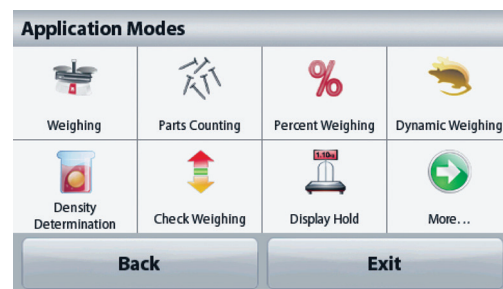 Application Modes
Weighing
Parts Counting
Percent Weighing
Dynamic Weighing
1.10
Density
Determination
Check Weighing
Display Hold
More...
Back
Exit